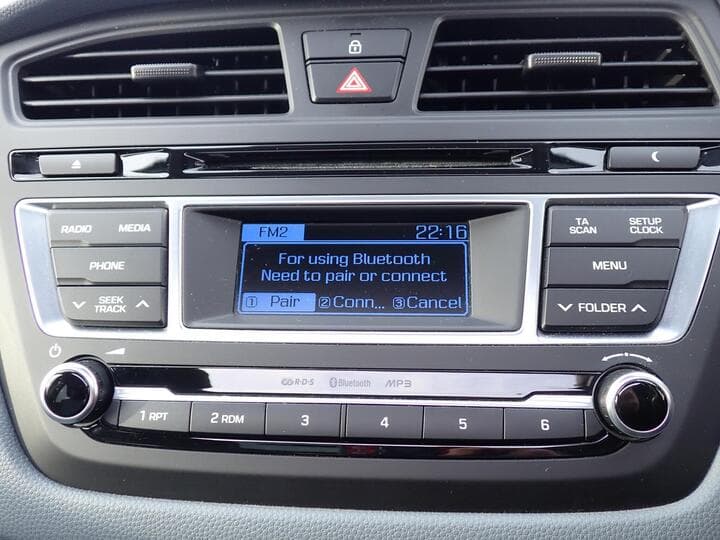 FM2 22:16
For using Bluetooth
Need to pair or connect
1 Pair 2 Conn... 3 Cancel
RADIO MEDIA
PHONE
SEEK
TRACK
TA
SCAN
SETUP
CLOCK
MENU
FOLDER
R·D·S Bluetooth MP3
1 RPT 2 RDM 3 4 5 6